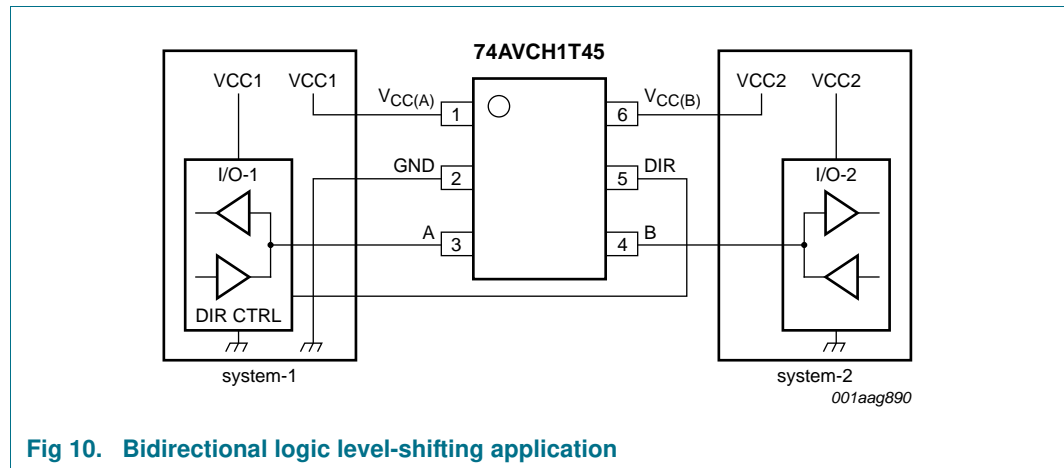 74AVCH1T45
VCC1 VCC1
VCC(A)
1
VCC(B)
6
VCC2 VCC2
I/O-1
GND
2
DIR
5
I/O-2
A
3
B
4
DIR CTRL
system-1
system-2
001aag890
Fig 10. Bidirectional logic level-shifting application